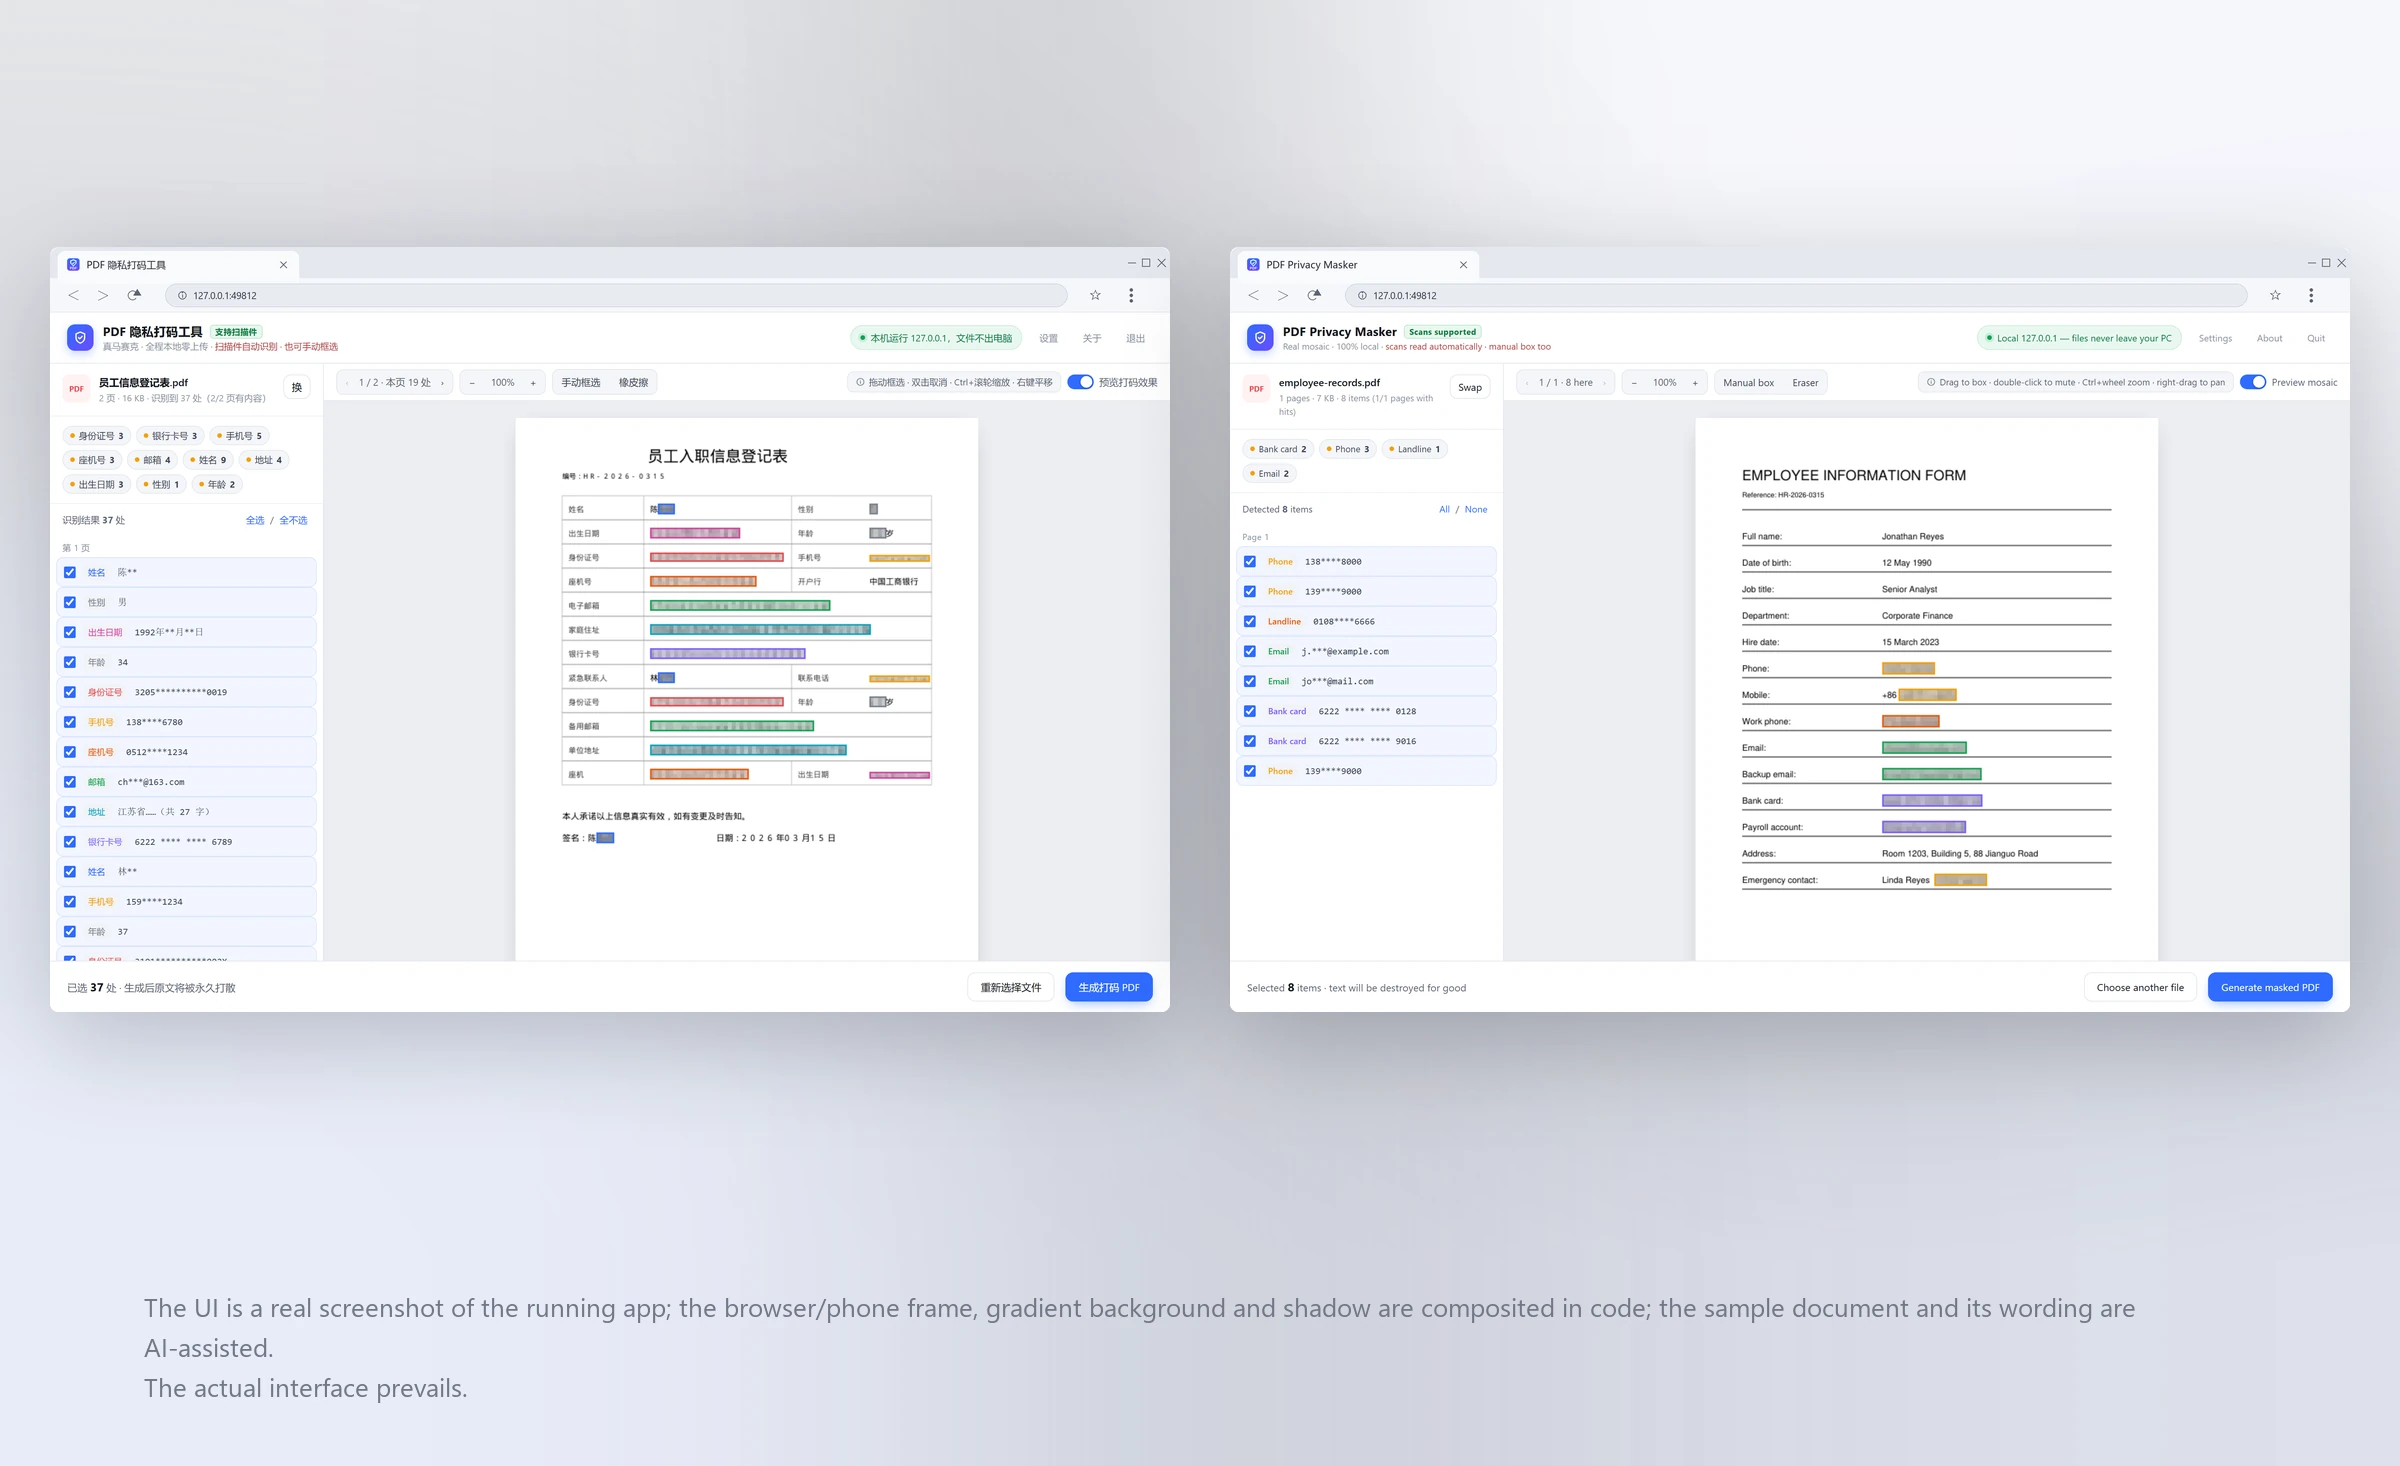 PDF 隐私打码工具
127.0.0.1:49812
PDF 隐私打码工具 支持扫描件
真马赛克 · 全程本地零上传 · 扫描件自动识别 · 也可手动框选
本机运行 127.0.0.1，文件不出电脑 设置 关于 退出
PDF 员工信息登记表.pdf 换
2 页 · 16 KB · 识别到 37 处（2/2 页有内容）
‹ 1 / 2 · 本页 19 处 › − 100% + 手动框选 橡皮擦 拖动框选 · 双击取消 · Ctrl+滚轮缩放 · 右键平移 预览打码效果
身份证号 3 银行卡号 3 手机号 5
座机号 3 邮箱 4 姓名 9 地址 4
出生日期 3 性别 1 年龄 2
识别结果 37 处 全选 / 全不选
第 1 页
姓名 陈**
性别 男
出生日期 1992年**月**日
年龄 34
身份证号 3205**********0019
手机号 138****6780
座机号 0512****1234
邮箱 ch***@163.com
地址 江苏省……（共 27 字）
银行卡号 6222 **** **** 6789
姓名 林**
手机号 159****1234
年龄 37
员工入职信息登记表
编号：HR-2026-0315
姓名 陈 性别
出生日期 年龄 岁
身份证号 手机号
座机号 开户行 中国工商银行
电子邮箱
家庭住址
银行卡号
紧急联系人 林 联系电话
身份证号 年龄 岁
备用邮箱
单位地址
座机 出生日期
本人承诺以上信息真实有效，如有变更及时告知。
签名：陈 日期：2026年03月15日
已选 37 处 · 生成后原文将被永久打散 重新选择文件 生成打码 PDF
PDF Privacy Masker
127.0.0.1:49812
PDF Privacy Masker Scans supported
Real mosaic · 100% local · scans read automatically · manual box too
Local 127.0.0.1 — files never leave your PC Settings About Quit
PDF employee-records.pdf Swap
1 pages · 7 KB · 8 items (1/1 pages with
hits)
‹ 1 / 1 · 8 here › − 100% + Manual box Eraser Drag to box · double-click to mute · Ctrl+wheel zoom · right-drag to pan Preview mosaic
Bank card 2 Phone 3 Landline 1
Email 2
Detected 8 items All / None
Page 1
Phone 138****8000
Phone 139****9000
Landline 0108****6666
Email j.***@example.com
Email jo***@mail.com
Bank card 6222 **** **** 0128
Bank card 6222 **** **** 9016
Phone 139****9000
EMPLOYEE INFORMATION FORM
Reference: HR-2026-0315
Full name: Jonathan Reyes
Date of birth: 12 May 1990
Job title: Senior Analyst
Department: Corporate Finance
Hire date: 15 March 2023
Phone:
Mobile: +86
Work phone:
Email:
Backup email:
Bank card:
Payroll account:
Address: Room 1203, Building 5, 88 Jianguo Road
Emergency contact: Linda Reyes
Selected 8 items · text will be destroyed for good Choose another file Generate masked PDF
The UI is a real screenshot of the running app; the browser/phone frame, gradient background and shadow are composited in code; the sample document and its wording are
AI-assisted.
The actual interface prevails.